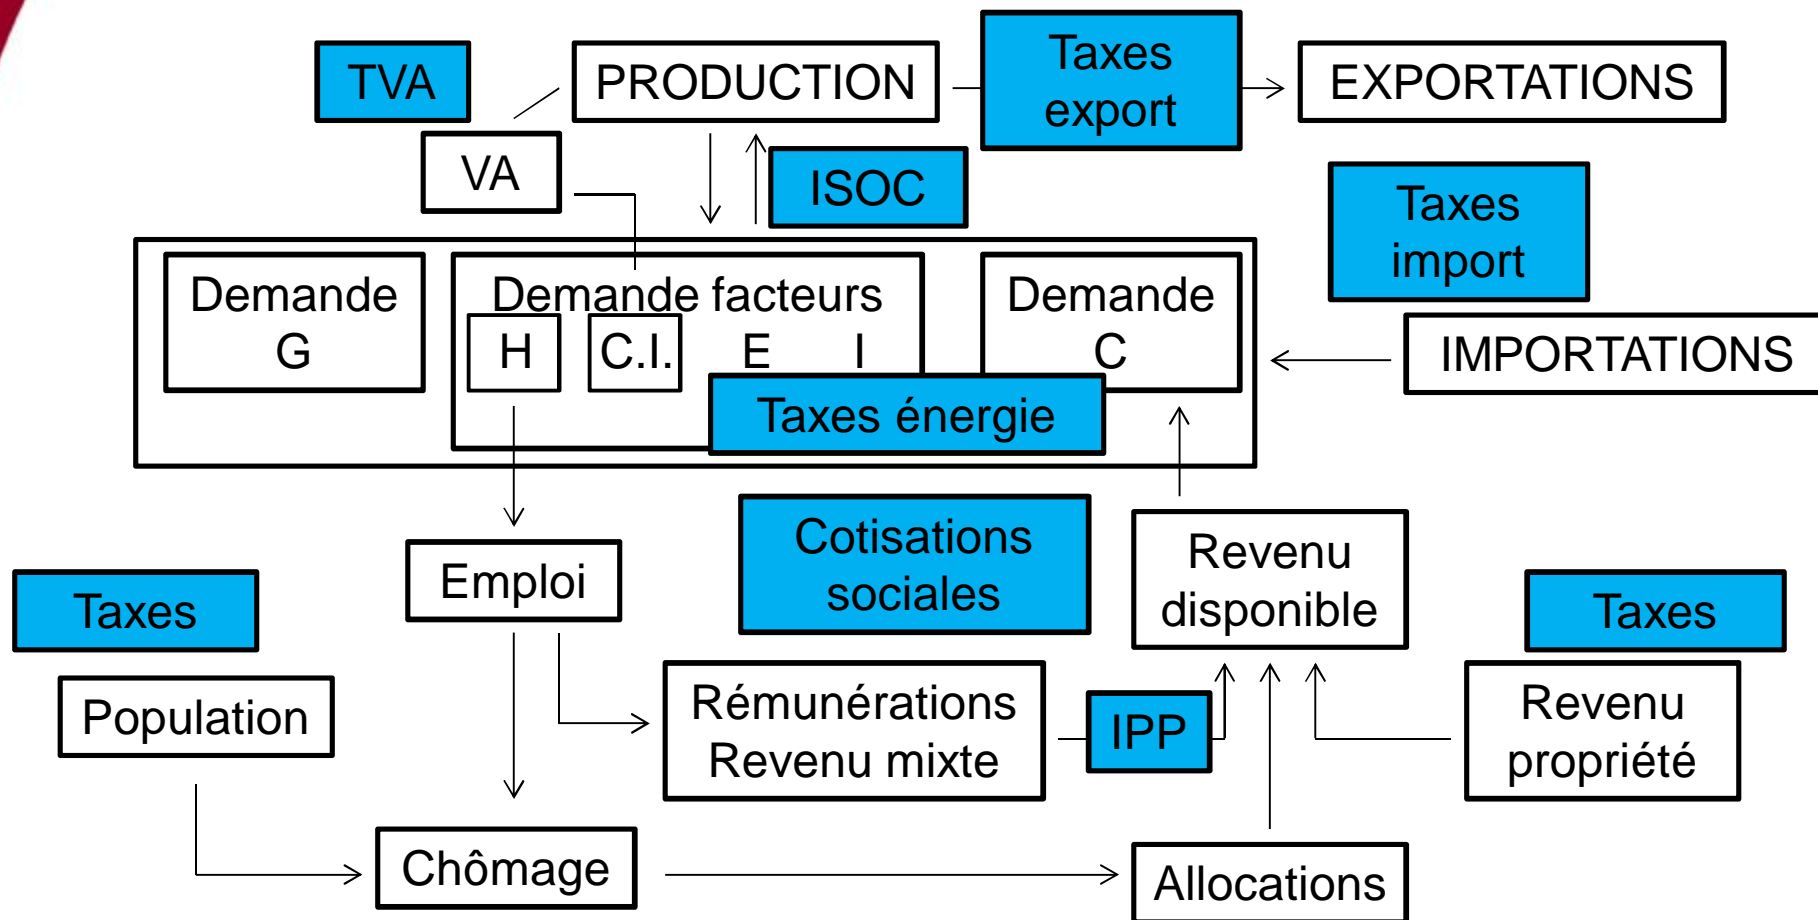 TVA
PRODUCTION
Taxes
export
EXPORTATIONS
VA
ISOC
Taxes
import
Demande
G
Demande facteurs
H C.I. E I
Demande
C
IMPORTATIONS
Taxes énergie
Emploi
Cotisations
sociales
Revenu
disponible
Taxes
Taxes
Population
Rémunérations
Revenu mixte
IPP
Revenu
propriété
Chômage
Allocations